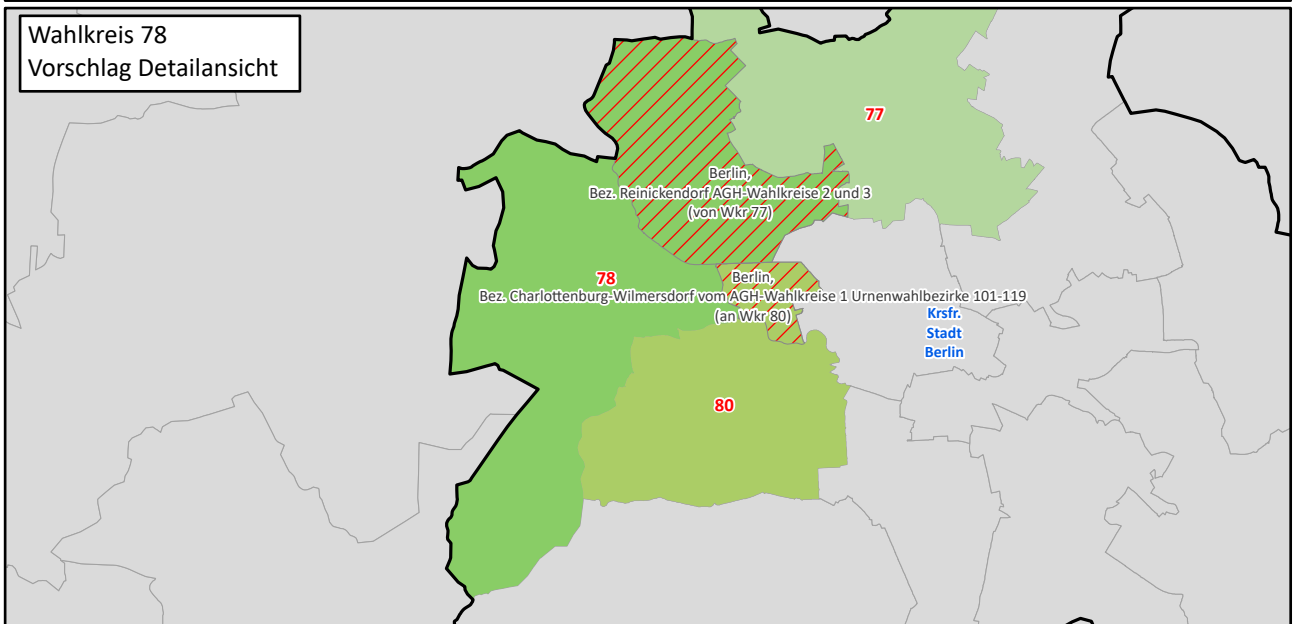 Wahlkreis 78
Vorschlag Detailansicht
77
Berlin,
Bez. Reinickendorf AGH-Wahlkreise 2 und 3
(von Wkr 77)
78
Berlin,
Bez. Charlottenburg-Wilmersdorf vom AGH-Wahlkreise 1 Urnenwahlbezirke 101-119
(an Wkr 80)
Krsfr.
Stadt
Berlin
80